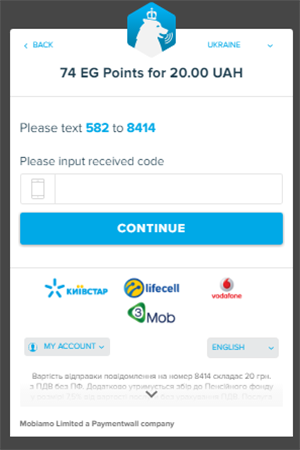 BACK
UKRAINE
74 EG Points for 20.00 UAH
Please text 582 to 8414
Please input received code
CONTINUE
КИЇВСТАР
lifecell
vodafone
3Mob
MY ACCOUNT
ENGLISH
Вартість відправки повідомлення на номер 8414 складає 20 грн.
з ПДВ без ПФ. Додатково утримується збір до Пенсійного фонду
Mobiamo Limited a Paymentwall company